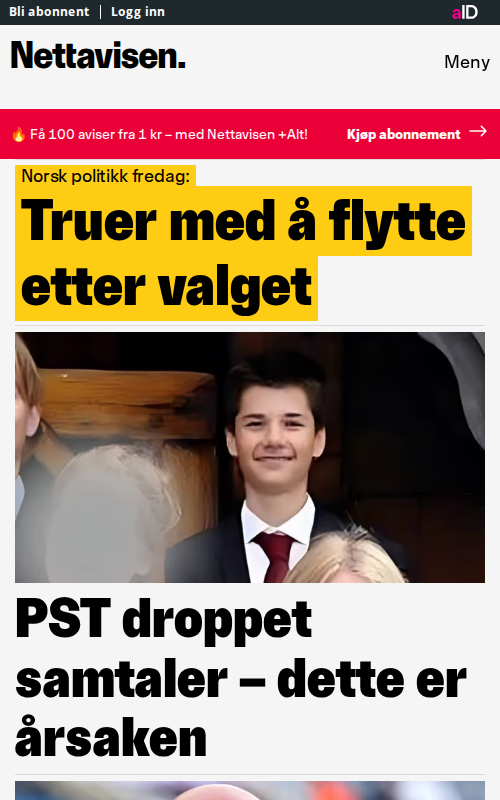 Bli abonnent | Logg inn
aID
Nettavisen.
Meny
🔥 Få 100 aviser fra 1 kr – med Nettavisen +Alt!
Kjøp abonnement →
Norsk politikk fredag:
Truer med å flytte
etter valget
PST droppet
samtaler – dette er
årsaken